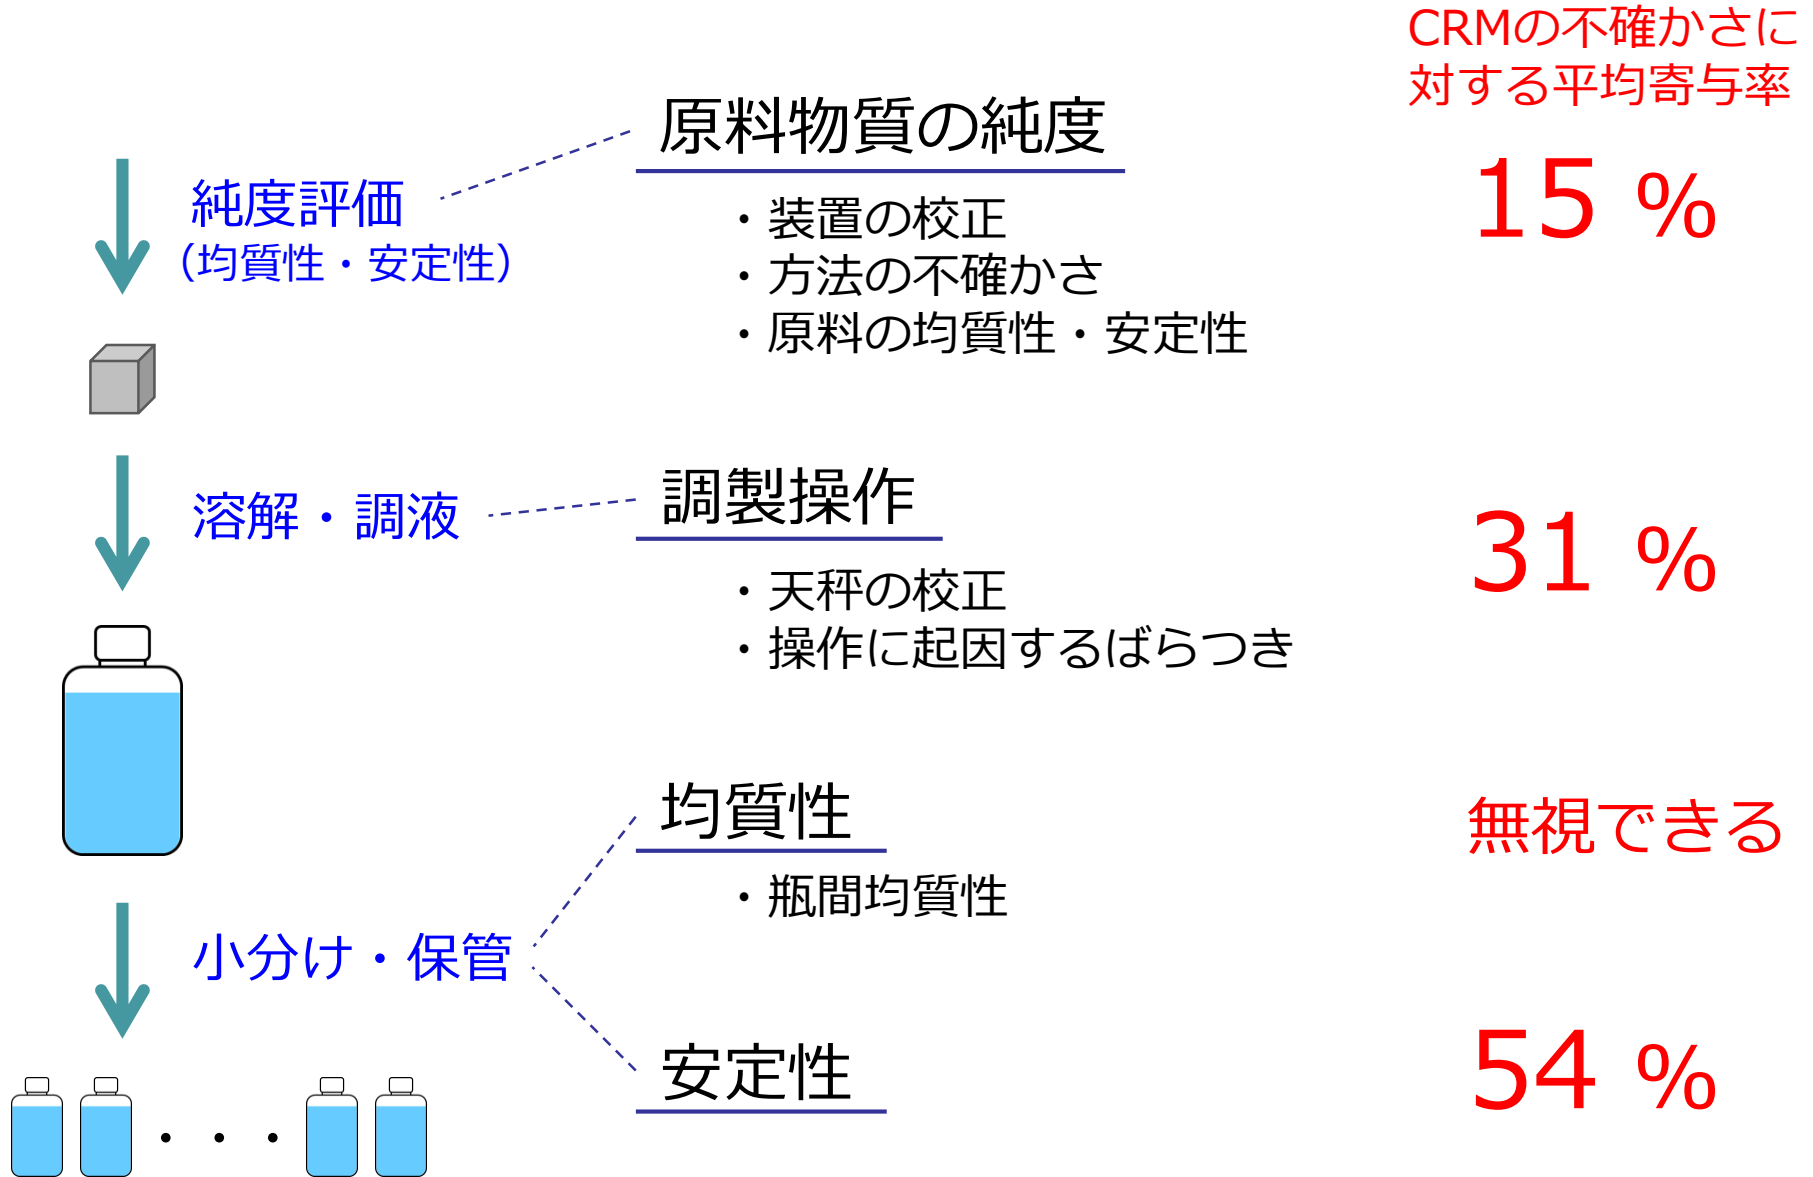 CRMの不確かさに
対する平均寄与率
純度評価
（均質性・安定性）
原料物質の純度
・装置の校正
・方法の不確かさ
・原料の均質性・安定性
15 %
溶解・調液
調製操作
・天秤の校正
・操作に起因するばらつき
31 %
小分け・保管
均質性
・瓶間均質性
無視できる
安定性
54 %
・・・